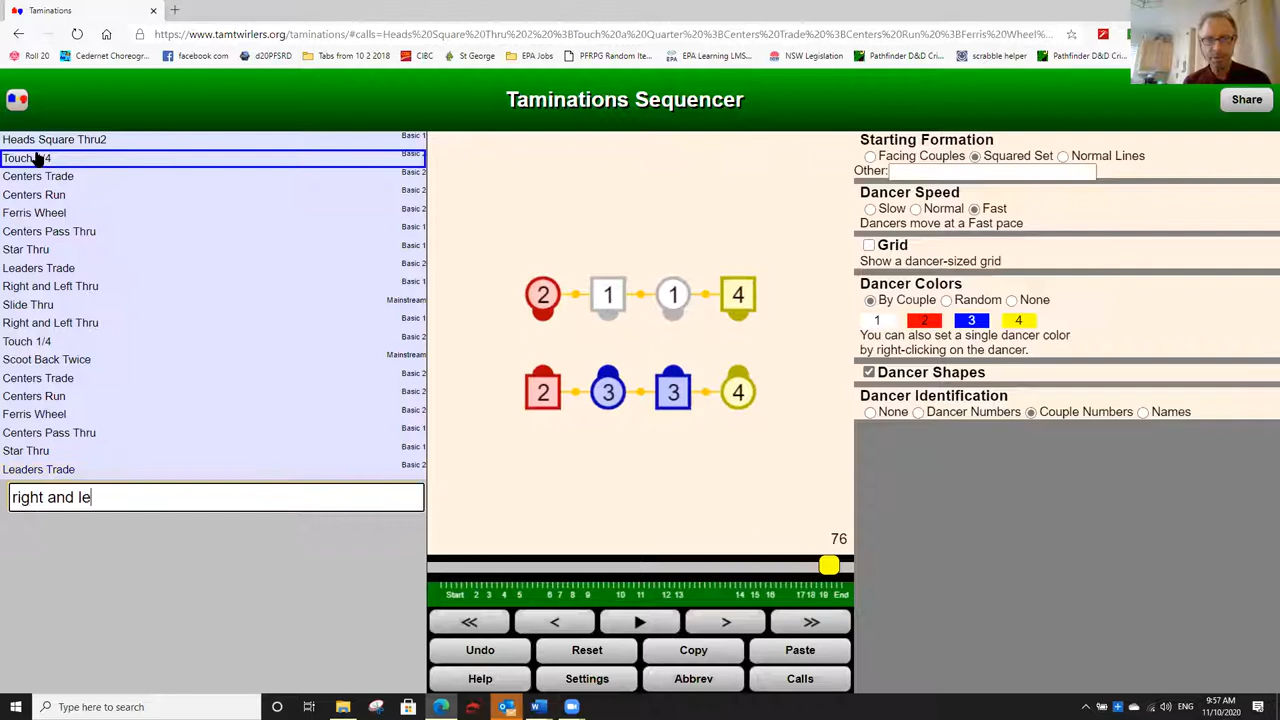 Taminations
https://www.tamtwirlers.org/taminations/#calls=Heads%20Square%20Thru%202%20%3BTouch%20a%20Quarter%20%3BCenters%20Trade%20%3BCenters%20Run%20%3BFerris%20Wheel%...
Roll 20
Cedernet Choreogr...
facebook.com
d20PFSRD
Tabs from 10 2 2018
CIBC
St George
EPA Jobs
PFRPG Random Ite...
EPA Learning LMS...
NSW Legislation
Pathfinder D&D Cri...
scrabble helper
Pathfinder D&D Cri...
Taminations Sequencer
Share
Heads Square Thru2 Basic 1
Touch 1/4 Basic 2
Centers Trade Basic 2
Centers Run Basic 2
Ferris Wheel Basic 2
Centers Pass Thru Basic 1
Star Thru Basic 1
Leaders Trade Basic 2
Right and Left Thru Basic 1
Slide Thru Mainstream
Right and Left Thru Basic 1
Touch 1/4 Basic 2
Scoot Back Twice Mainstream
Centers Trade Basic 2
Centers Run Basic 2
Ferris Wheel Basic 2
Centers Pass Thru Basic 1
Star Thru Basic 1
Leaders Trade Basic 2
right and le
2 1 1 4
2 3 3 4
76
Start 2 3 4 5 6 7 8 9 10 11 12 13 14 15 16 17 18 19 End
<< < > >>
Undo Reset Copy Paste
Help Settings Abbrev Calls
Starting Formation
Facing Couples Squared Set Normal Lines
Other:
Dancer Speed
Slow Normal Fast
Dancers move at a Fast pace
Grid
Show a dancer-sized grid
Dancer Colors
By Couple Random None
1 2 3 4
You can also set a single dancer color
by right-clicking on the dancer.
Dancer Shapes
Dancer Identification
None Dancer Numbers Couple Numbers Names
Type here to search
9:57 AM
11/10/2020